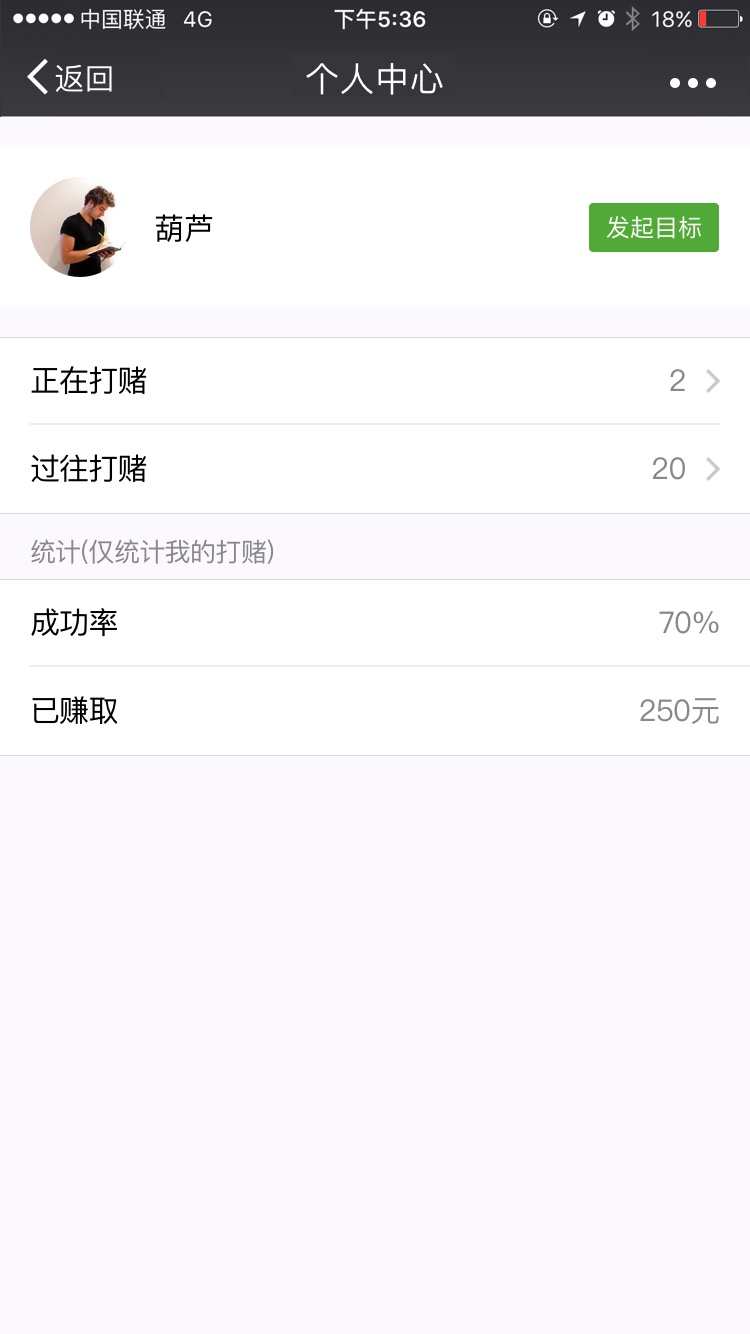 中国联通 4G 下午5:36 18%
返回 个人中心
葫芦 发起目标
正在打赌 2
过往打赌 20
统计(仅统计我的打赌)
成功率 70%
已赚取 250元